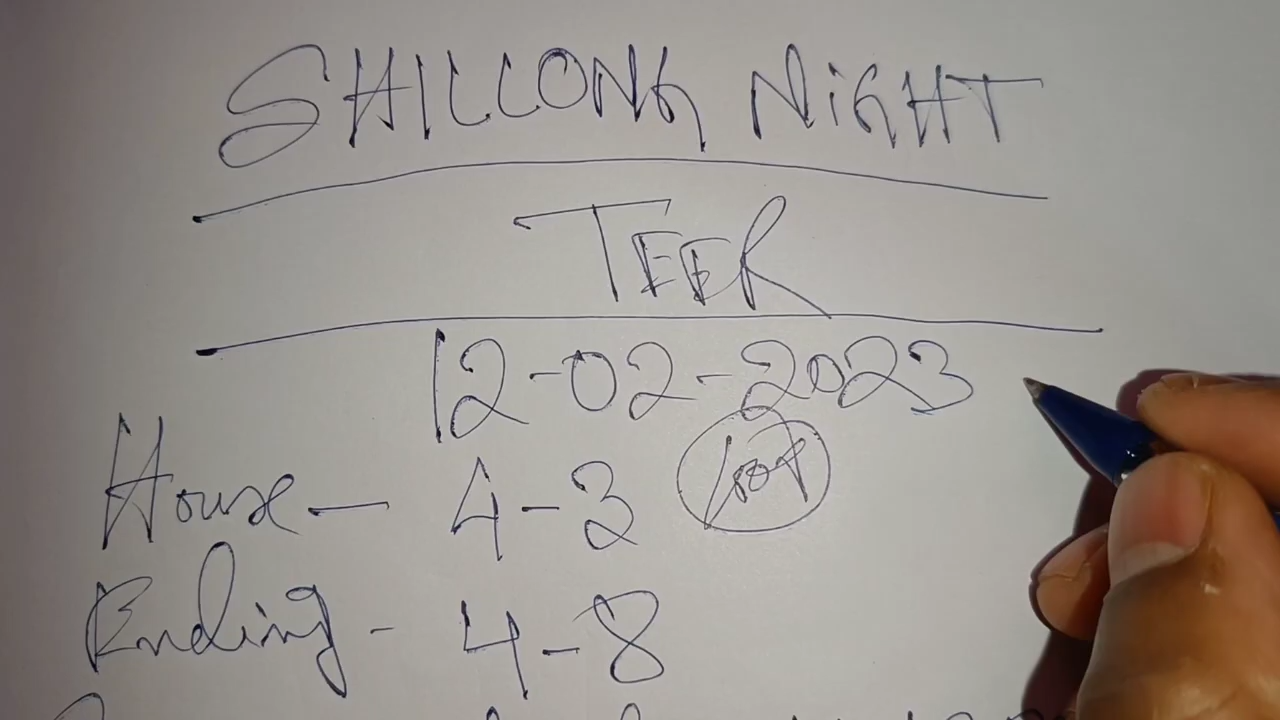 SHILLONG NIGHT
TEER
12-02-2023
House - 4-3
Ending - 4-8